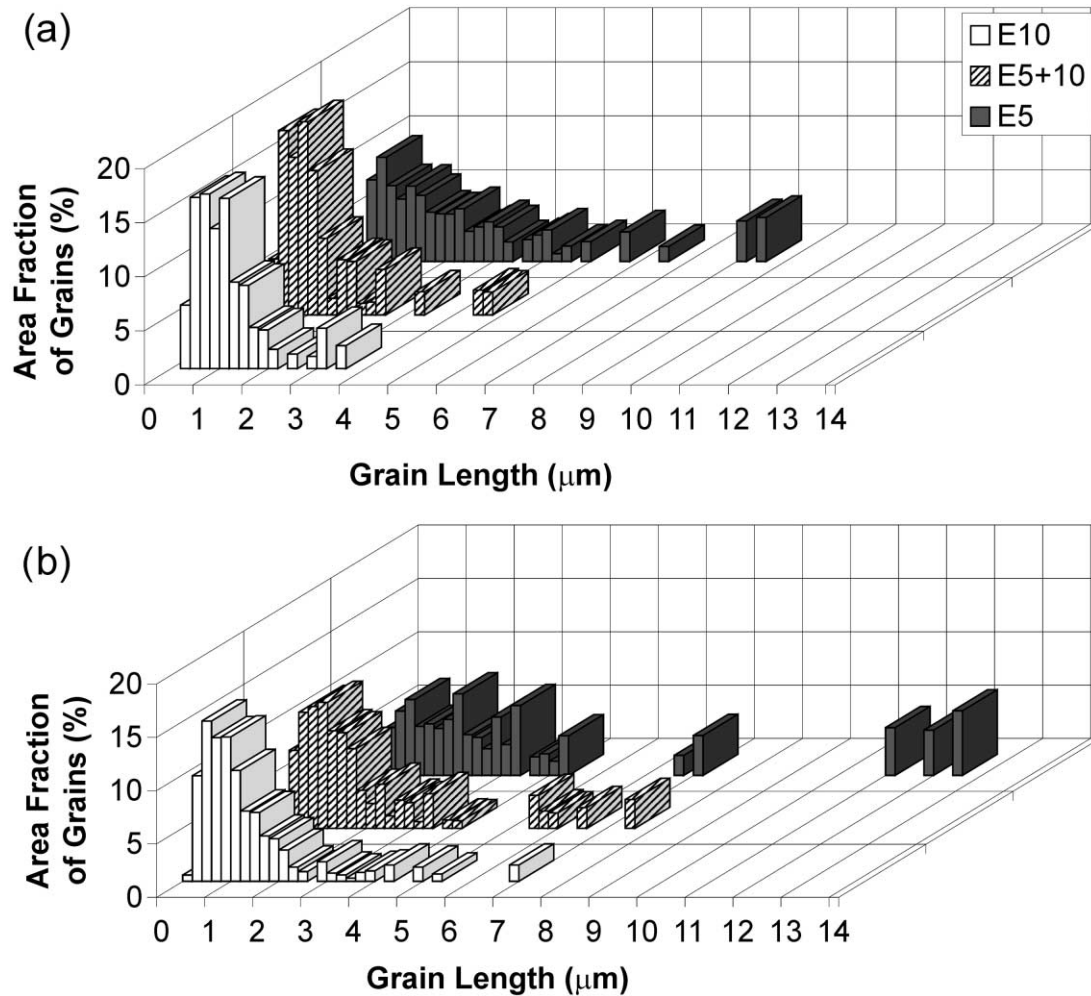 (a)
E10
E5+10
E5
Area Fraction
of Grains (%)
20
15
10
5
0
0 1 2 3 4 5 6 7 8 9 10 11 12 13 14
Grain Length (μm)
(b)
Area Fraction
of Grains (%)
20
15
10
5
0
0 1 2 3 4 5 6 7 8 9 10 11 12 13 14
Grain Length (μm)